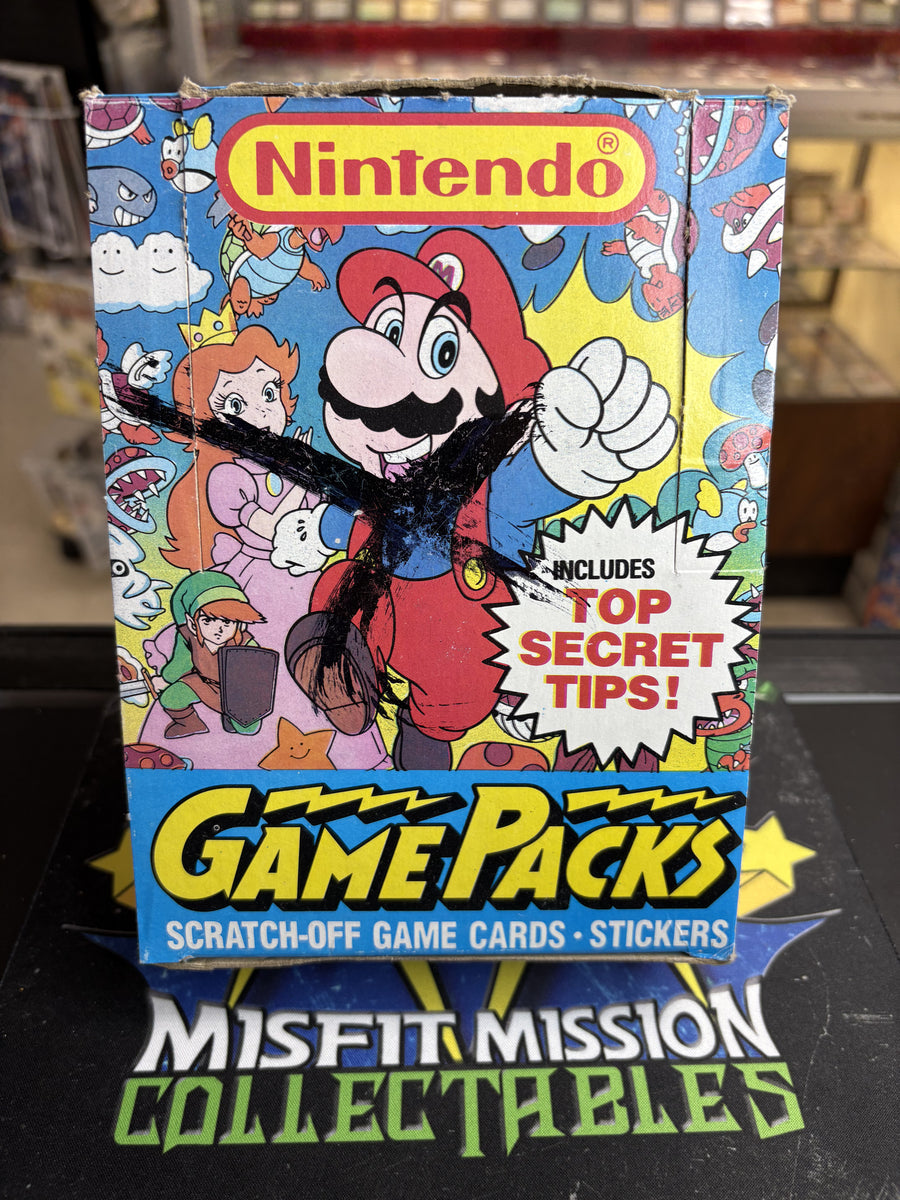 Nintendo®
M
INCLUDES
TOP
SECRET
TIPS!
GAME PACKS
SCRATCH-OFF GAME CARDS · STICKERS
MISFIT MISSION
COLLECTABLES